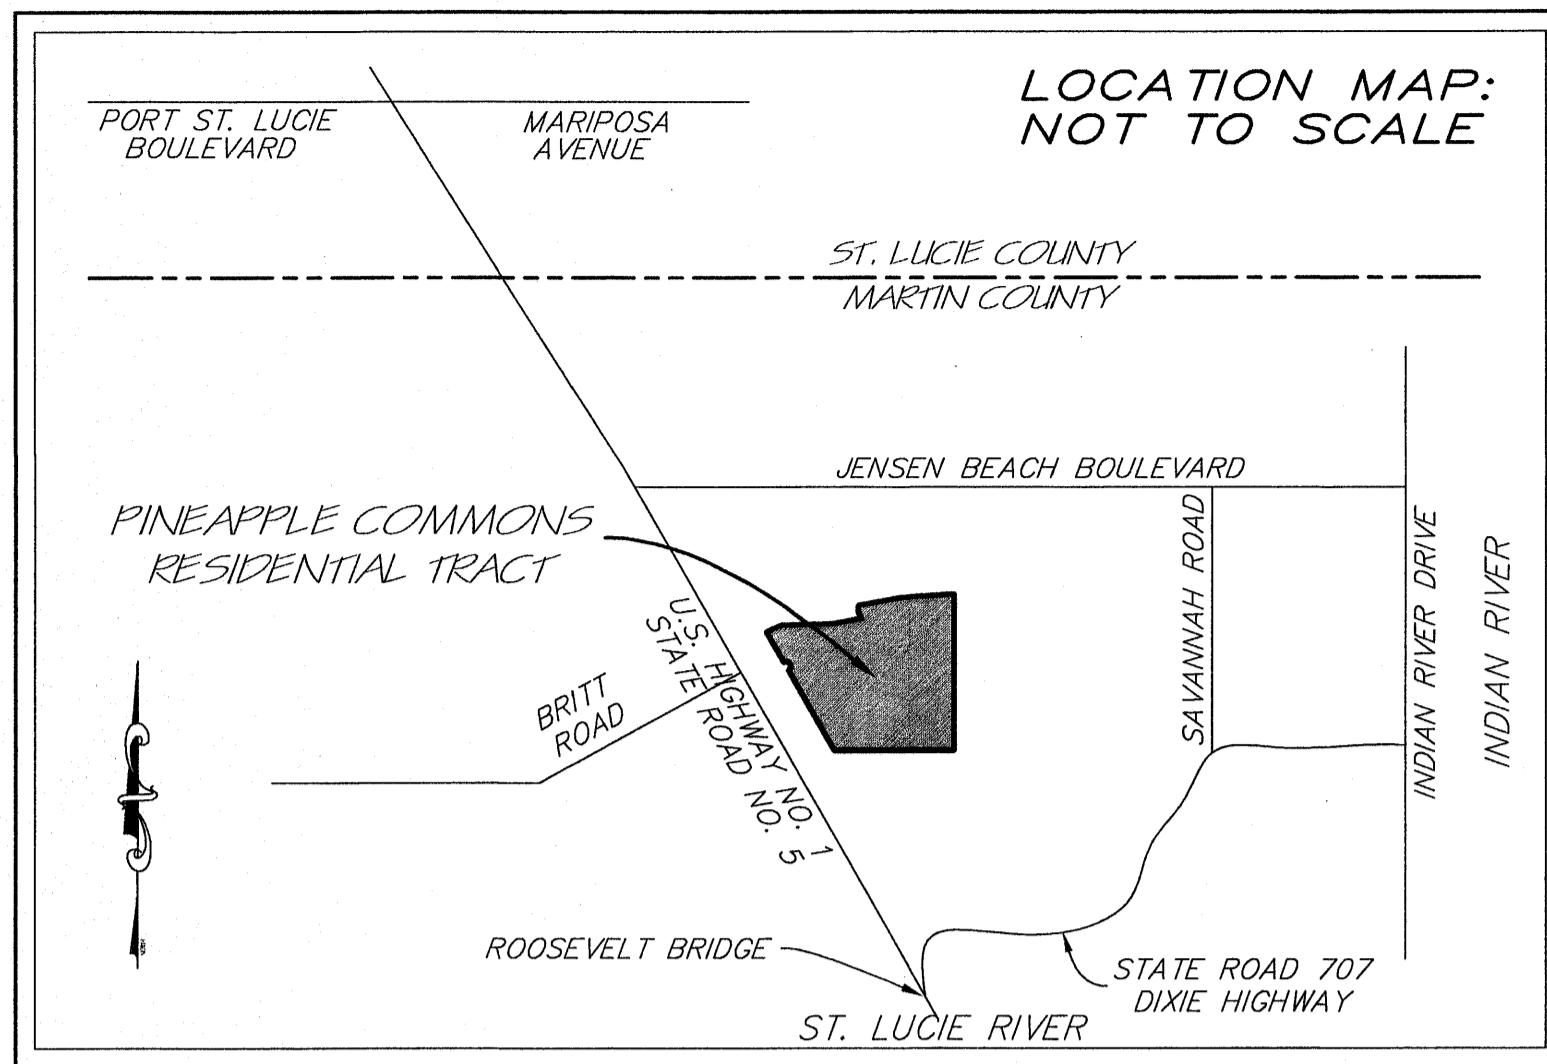 LOCATION MAP:
NOT TO SCALE
PORT ST. LUCIE
BOULEVARD
MARIPOSA
AVENUE
ST. LUCIE COUNTY
MARTIN COUNTY
JENSEN BEACH BOULEVARD
PINEAPPLE COMMONS
RESIDENTIAL TRACT
SAVANNAH ROAD
INDIAN RIVER DRIVE
INDIAN RIVER
U.S. HIGHWAY NO. 1
STATE ROAD NO. 5
BRITT
ROAD
ROOSEVELT BRIDGE
STATE ROAD 707
DIXIE HIGHWAY
ST. LUCIE RIVER